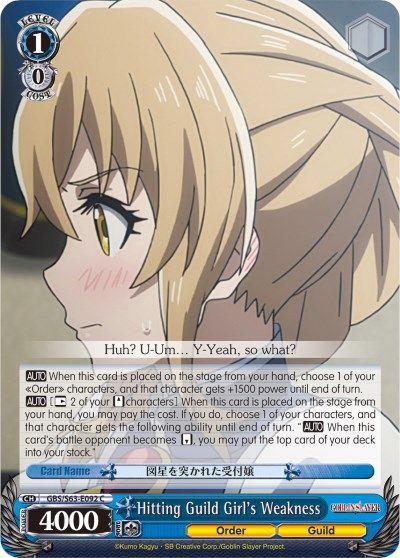 LEVEL
1
0
COST
Huh? U-Um... Y-Yeah, so what?
AUTO When this card is placed on the stage from your hand, choose 1 of your
«Order» characters, and that character gets +1500 power until end of turn.
AUTO [ 2 of your characters] When this card is placed on the stage
from your hand, you may pay the cost. If you do, choose 1 of your characters, and
that character gets the following ability until end of turn. "AUTO When this
card's battle opponent becomes , you may put the top card of your deck
into your stock."
Card Name 図星を突かれた受付嬢
CH GBS/S63-E092 C
4000 Hitting Guild Girl's Weakness GOBLIN SLAYER
Order Guild
©Kumo Kagyu・SB Creative Corp./Goblin Slayer Project.